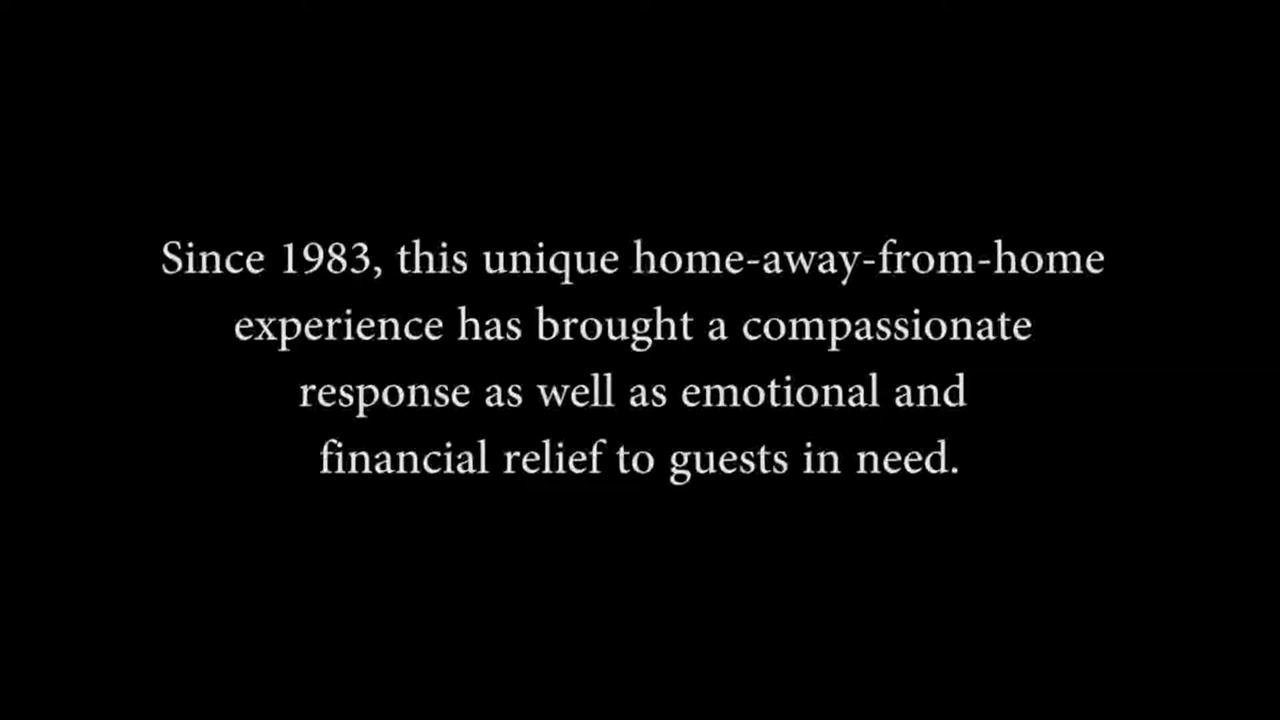 Since 1983, this unique home-away-from-home
experience has brought a compassionate
response as well as emotional and
financial relief to guests in need.